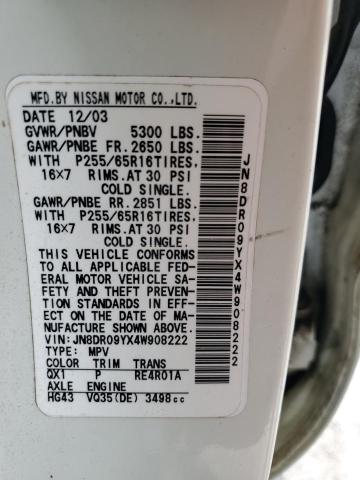 MFD.BY NISSAN MOTOR CO.,LTD.
DATE 12/03
GVWR/PNBV 5300 LBS.
GAWR/PNBE FR. 2650 LBS.
WITH P255/65R16TIRES.
16×7 RIMS.AT 30 PSI
COLD SINGLE.
GAWR/PNBE RR. 2851 LBS.
WITH P255/65R16TIRES.
16×7 RIMS.AT 30 PSI
COLD SINGLE.
THIS VEHICLE CONFORMS
TO ALL APPLICABLE FED-
ERAL MOTOR VEHICLE SA-
FETY AND THEFT PREVENT-
ION STANDARDS IN EFF-
ECT ON THE DATE OF MA-
NUFACTURE SHOWN ABOVE.
VIN:JN8DR09YX4W908222
TYPE: MPV
COLOR TRIM TRANS
QX1 P RE4R01A
AXLE ENGINE
HG43 VQ35(DE) 3498cc
JN8DR09YX4W908222